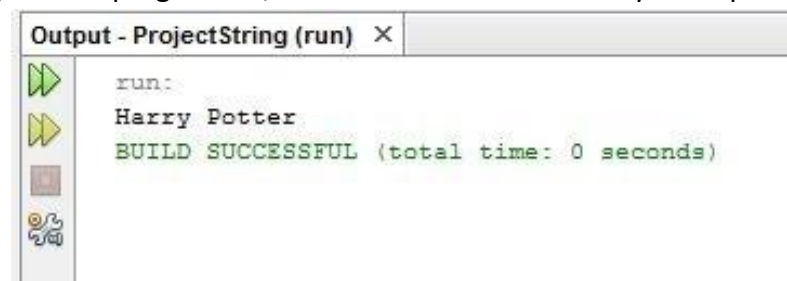 Output - ProjectString (run) ×
run:
Harry Potter
BUILD SUCCESSFUL (total time: 0 seconds)